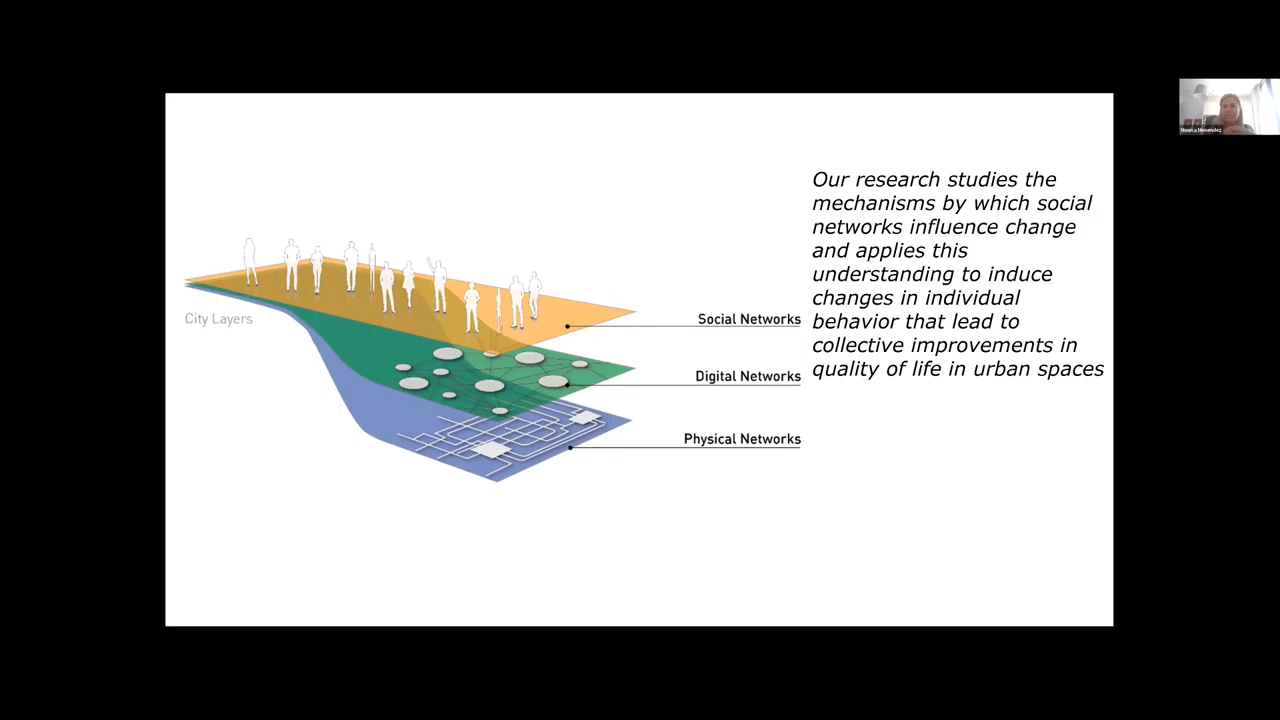 Our research studies the
mechanisms by which social
networks influence change
and applies this
understanding to induce
changes in individual
behavior that lead to
collective improvements in
quality of life in urban spaces
City Layers
Social Networks
Digital Networks
Physical Networks
Monica Menendez